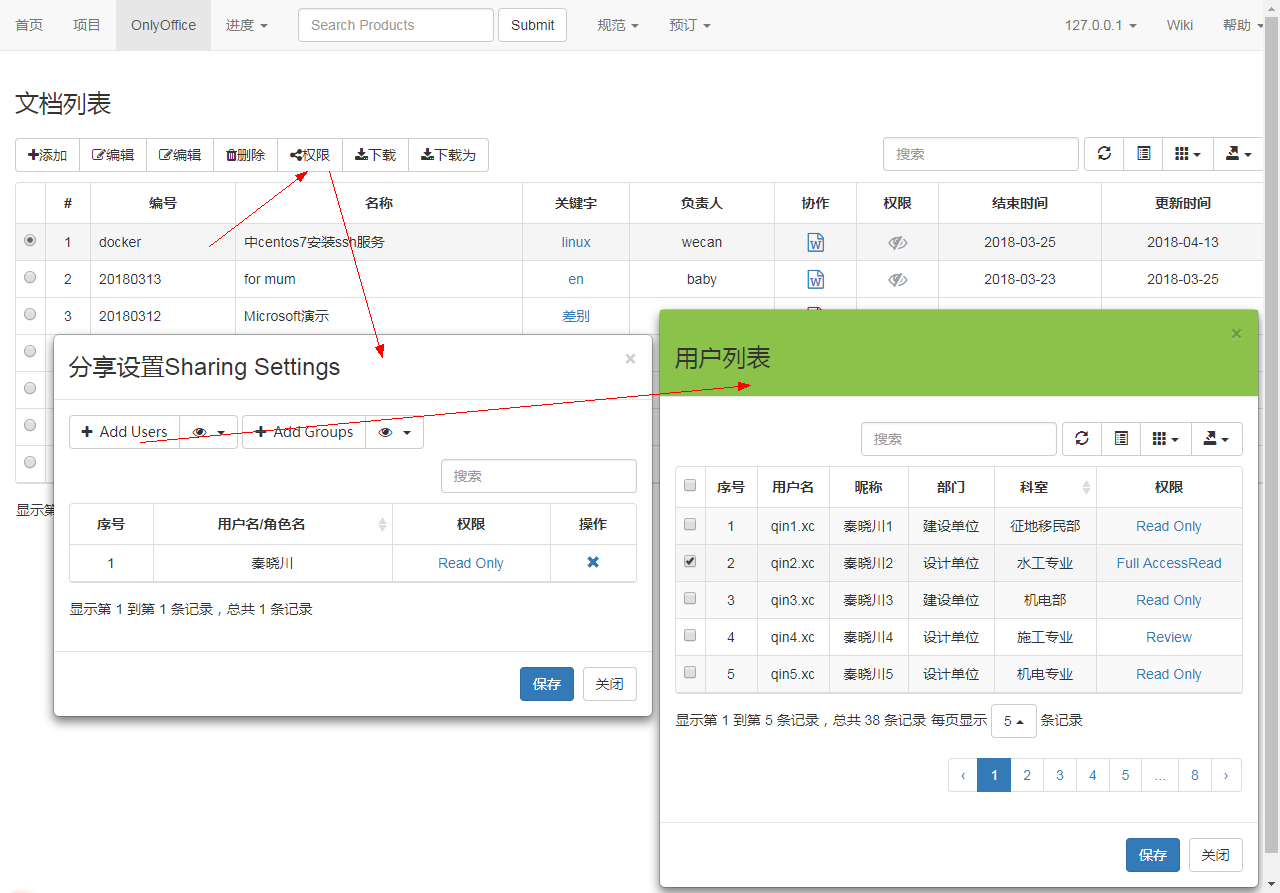 首页 项目 OnlyOffice 进度 Search Products Submit 规范 预订 127.0.0.1 Wiki 帮助
文档列表
添加 编辑 编辑 删除 权限 下载 下载为 搜索
# 编号 名称 关键字 负责人 协作 权限 结束时间 更新时间
1 docker 中centos7安装ssh服务 linux wecan 2018-03-25 2018-04-13
2 20180313 for mum en baby 2018-03-23 2018-03-25
3 20180312 Microsoft演示 差别
显示第
分享设置Sharing Settings ×
Add Users Add Groups
搜索
序号 用户名/角色名 权限 操作
1 秦晓川 Read Only
显示第 1 到第 1 条记录，总共 1 条记录
保存 关闭
用户列表 ×
搜索
序号 用户名 昵称 部门 科室 权限
1 qin1.xc 秦晓川1 建设单位 征地移民部 Read Only
2 qin2.xc 秦晓川2 设计单位 水工专业 Full AccessRead
3 qin3.xc 秦晓川3 建设单位 机电部 Read Only
4 qin4.xc 秦晓川4 设计单位 施工专业 Review
5 qin5.xc 秦晓川5 设计单位 机电专业 Read Only
显示第 1 到第 5 条记录，总共 38 条记录 每页显示 5 条记录
‹ 1 2 3 4 5 ... 8 ›
保存 关闭